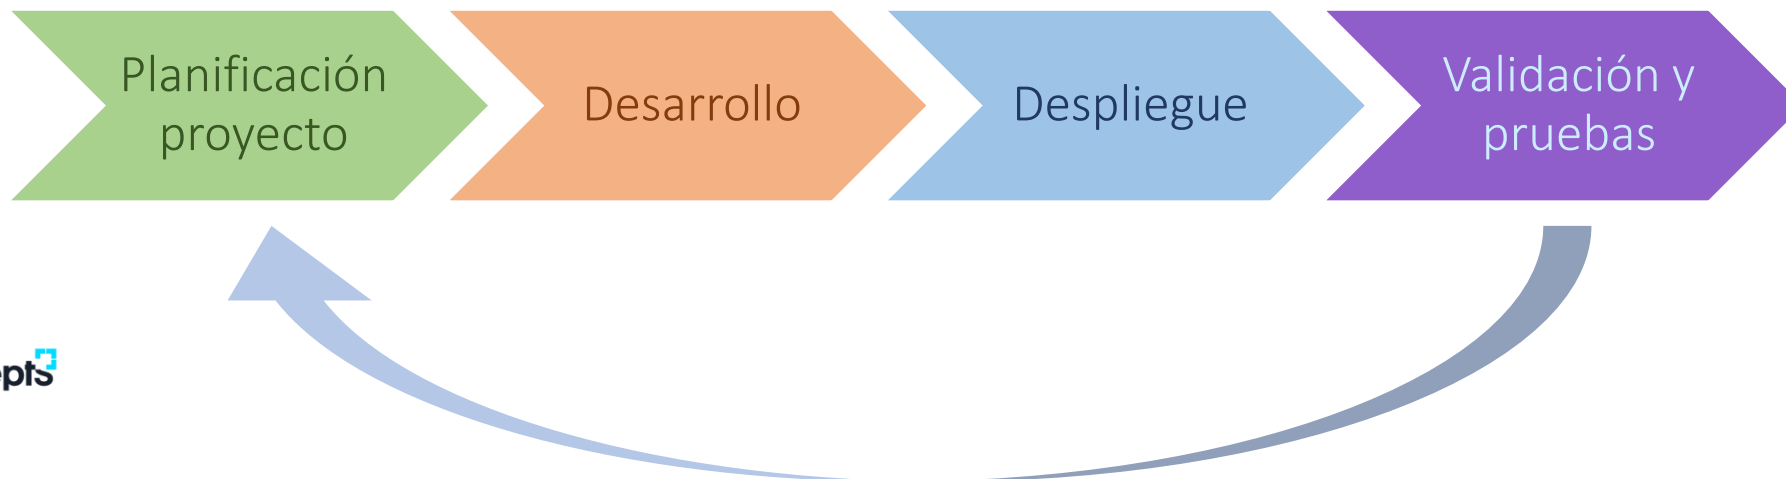 Planificación
proyecto
Desarrollo
Despliegue
Validación y
pruebas